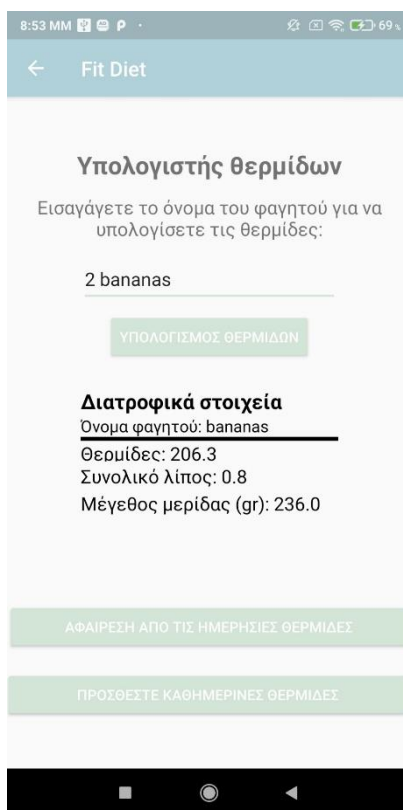 8:53 MM P · 69%
Fit Diet
Υπολογιστής θερμίδων
Εισαγάγετε το όνομα του φαγητού για να
υπολογίσετε τις θερμίδες:
2 bananas
ΥΠΟΛΟΓΙΣΜΟΣ ΘΕΡΜΙΔΩΝ
Διατροφικά στοιχεία
Όνομα φαγητού: bananas
Θερμίδες: 206.3
Συνολικό λίπος: 0.8
Μέγεθος μερίδας (gr): 236.0
ΑΦΑΙΡΕΣΗ ΑΠΟ ΤΙΣ ΗΜΕΡΗΣΙΕΣ ΘΕΡΜΙΔΕΣ
ΠΡΟΣΘΕΣΤΕ ΚΑΘΗΜΕΡΙΝΕΣ ΘΕΡΜΙΔΕΣ